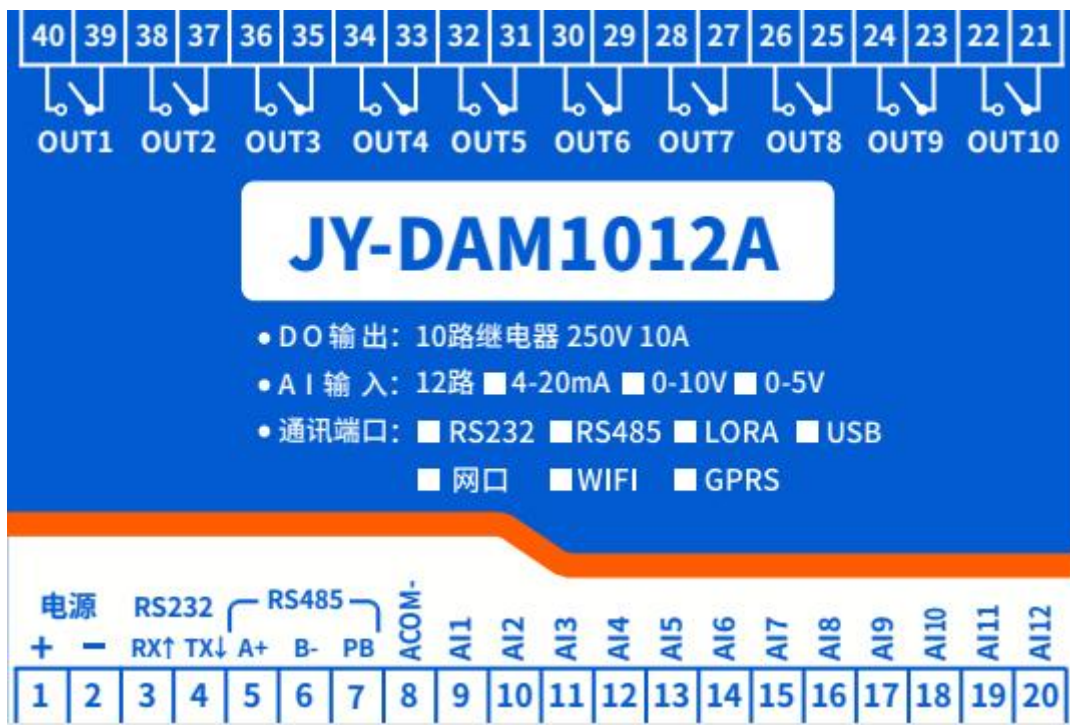 40 39 38 37 36 35 34 33 32 31 30 29 28 27 26 25 24 23 22 21
OUT1 OUT2 OUT3 OUT4 OUT5 OUT6 OUT7 OUT8 OUT9 OUT10
JY-DAM1012A
• DO输出：10路继电器 250V 10A
• AI输入：12路 ■4-20mA ■0-10V ■0-5V
• 通讯端口：■ RS232 ■RS485 ■ LORA ■ USB
■ 网口 ■WIFI ■ GPRS
电源 RS232 RS485
+ − RX↑ TX↓ A+ B- PB ACOM- AI1 AI2 AI3 AI4 AI5 AI6 AI7 AI8 AI9 AI10 AI11 AI12
1 2 3 4 5 6 7 8 9 10 11 12 13 14 15 16 17 18 19 20